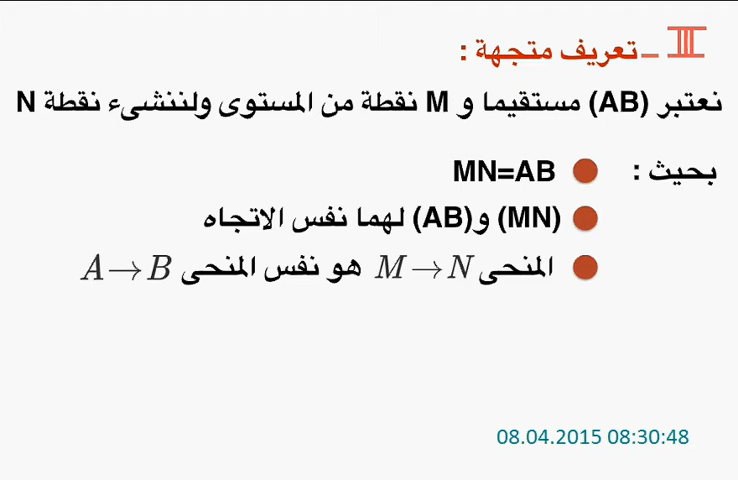 III – تعريف متجهة :
نعتبر (AB) مستقيما و M نقطة من المستوى ولننشىء نقطة N
بحيث : MN=AB
(MN) و(AB) لهما نفس الاتجاه
المنحى M→N هو نفس المنحى A→B
08.04.2015 08:30:48